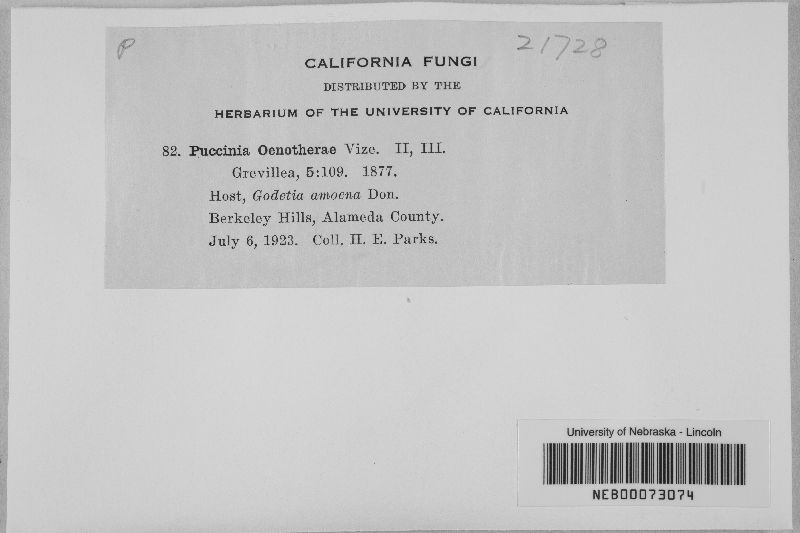 P
21728
CALIFORNIA FUNGI
DISTRIBUTED BY THE
HERBARIUM OF THE UNIVERSITY OF CALIFORNIA
82. Puccinia Oenotherae Vize. II, III.
Grevillea, 5:109. 1877.
Host, Godetia amoena Don.
Berkeley Hills, Alameda County.
July 6, 1923. Coll. H. E. Parks.
University of Nebraska - Lincoln
NEB00073074